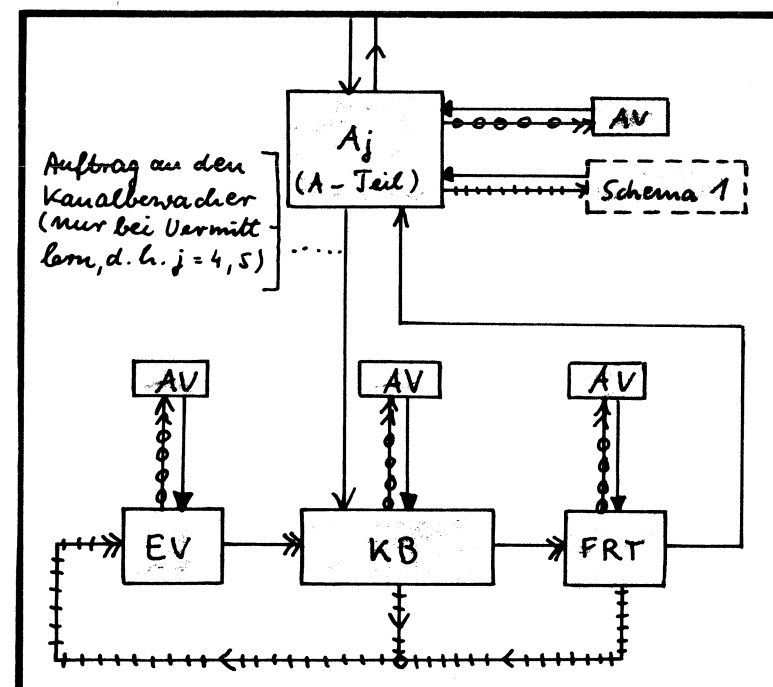 Aj
(A-Teil)
AV
Schema 1
Auftrag an den
Kanalbewacher
(nur bei Vermitt-
lern, d.h. j = 4,5)
AV
AV
AV
EV
KB
FRT